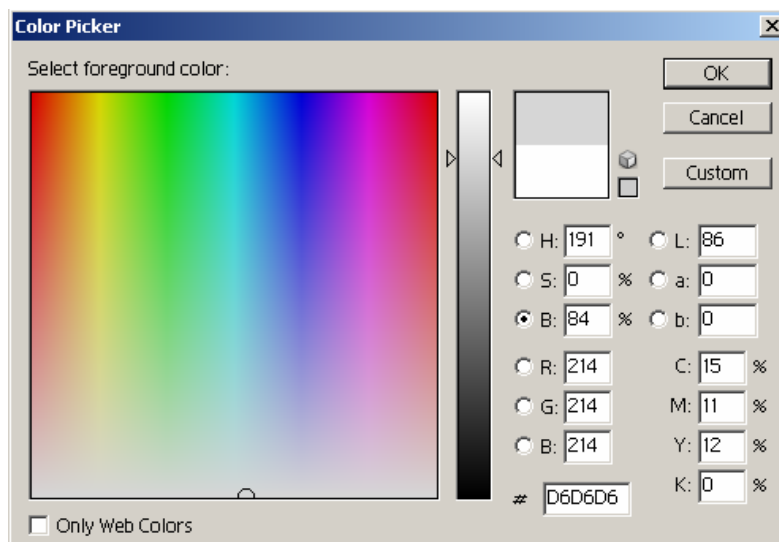 Color Picker
Select foreground color:
OK
Cancel
Custom
H: 191 ° L: 86
S: 0 % a: 0
B: 84 % b: 0
R: 214 C: 15 %
G: 214 M: 11 %
B: 214 Y: 12 %
# D6D6D6 K: 0 %
Only Web Colors